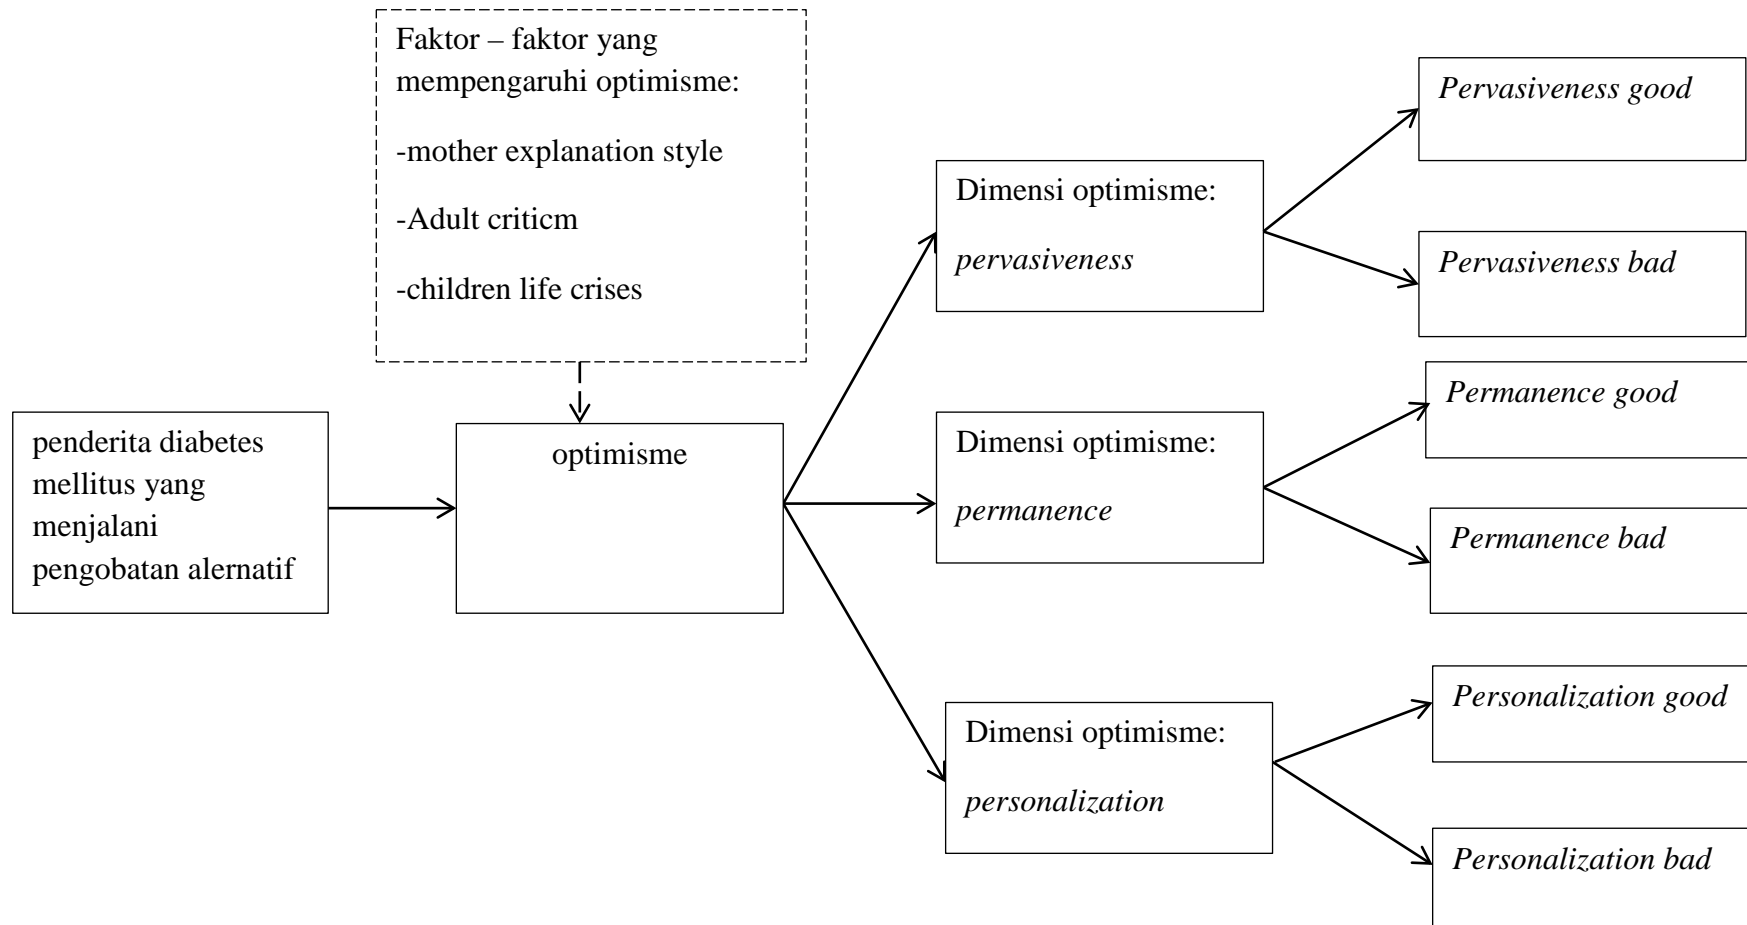 Faktor – faktor yang
mempengaruhi optimisme:
-mother explanation style
-Adult criticm
-children life crises
penderita diabetes
mellitus yang
menjalani
pengobatan alernatif
optimisme
Dimensi optimisme:
pervasiveness
Dimensi optimisme:
permanence
Dimensi optimisme:
personalization
Pervasiveness good
Pervasiveness bad
Permanence good
Permanence bad
Personalization good
Personalization bad